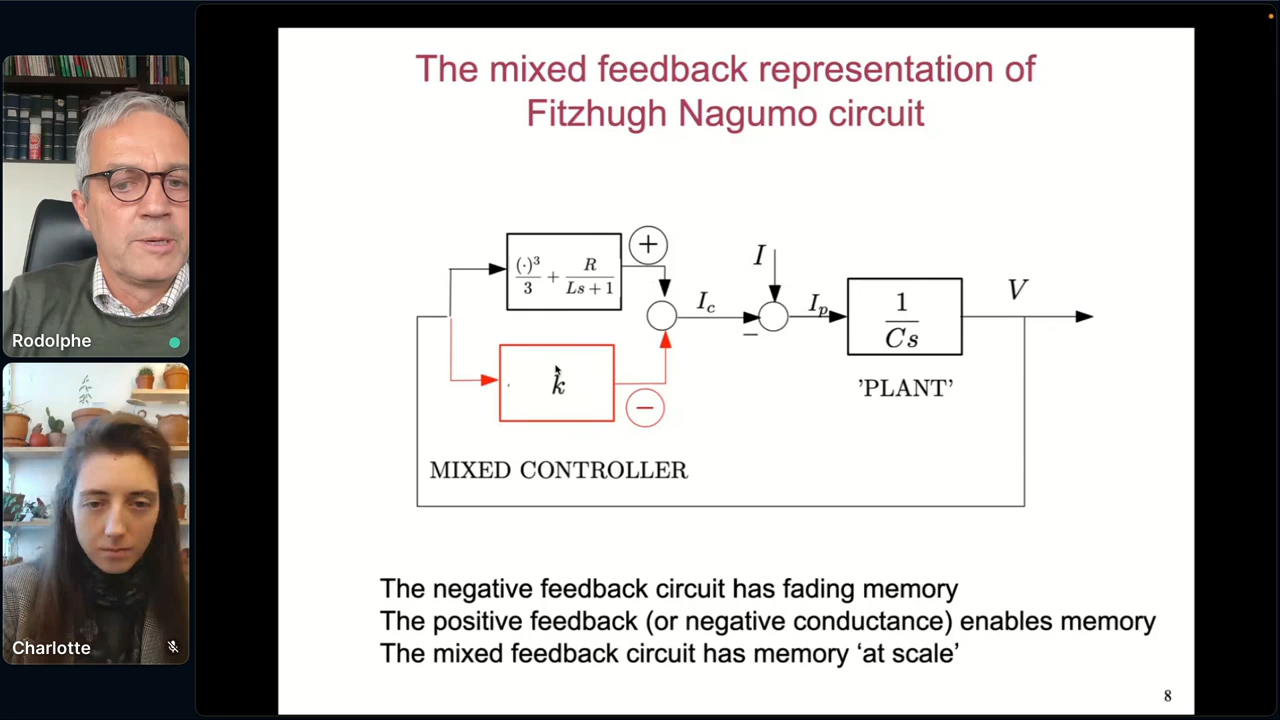 The mixed feedback representation of
Fitzhugh Nagumo circuit
(·)³/3 + R/(Ls + 1)
+
I
I_c
I_p
−
1/(Cs)
V
k
−
'PLANT'
MIXED CONTROLLER
The negative feedback circuit has fading memory
The positive feedback (or negative conductance) enables memory
The mixed feedback circuit has memory ‘at scale’
8
Rodolphe
Charlotte